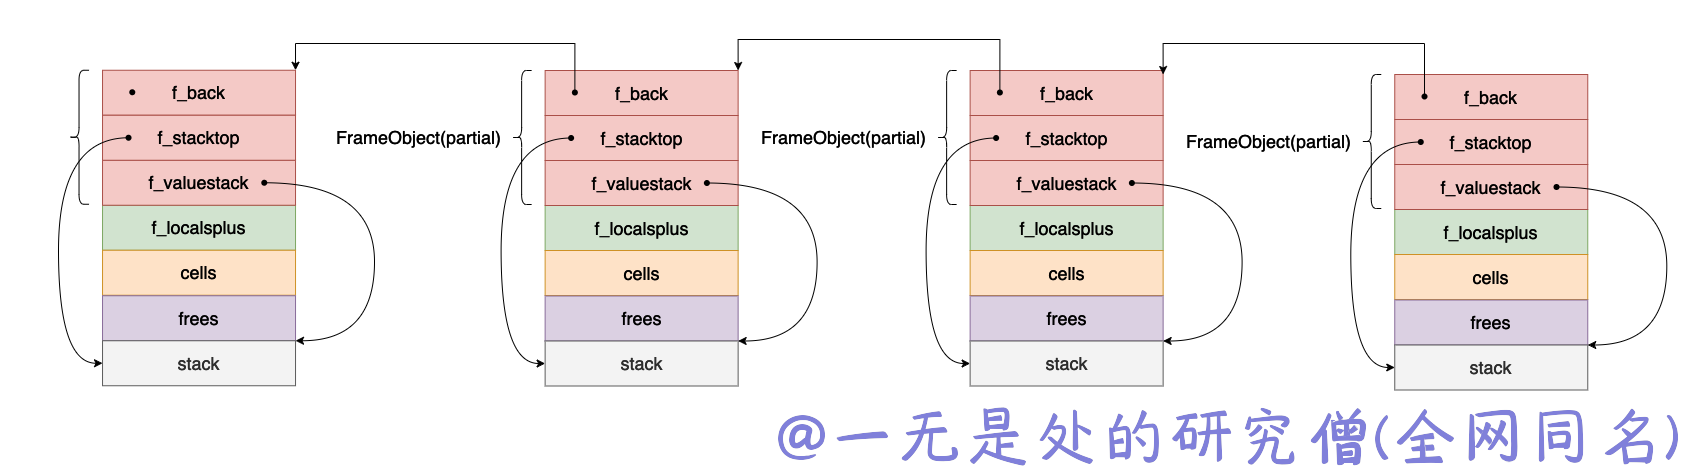 f_back
f_stacktop
f_valuestack
f_localsplus
cells
frees
stack
FrameObject(partial)
f_back
f_stacktop
f_valuestack
f_localsplus
cells
frees
stack
FrameObject(partial)
f_back
f_stacktop
f_valuestack
f_localsplus
cells
frees
stack
FrameObject(partial)
f_back
f_stacktop
f_valuestack
f_localsplus
cells
frees
stack
@一无是处的研究僧(全网同名)